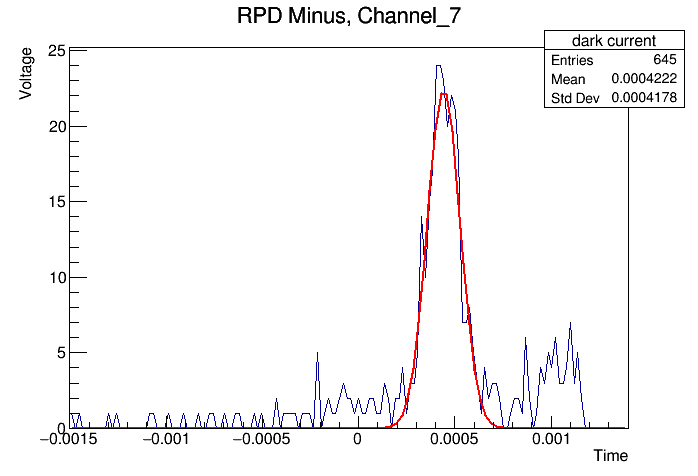 RPD Minus, Channel_7
dark current
Entries 645
Mean 0.0004222
Std Dev 0.0004178
Voltage
25
20
15
10
5
0
−0.0015 −0.001 −0.0005 0 0.0005 0.001
Time